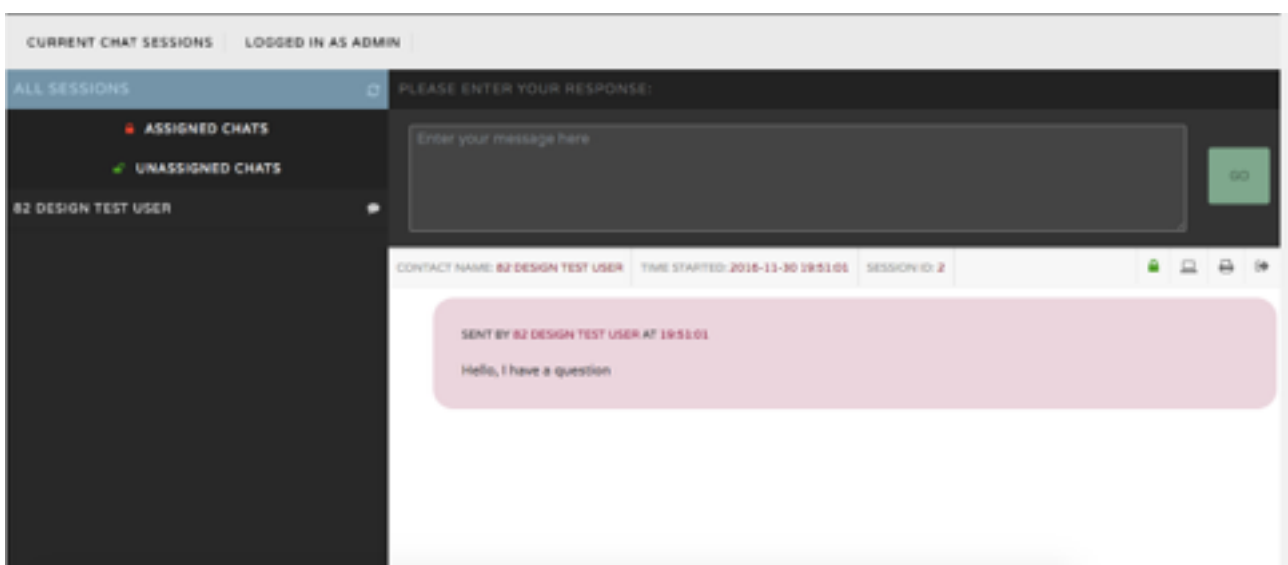 CURRENT CHAT SESSIONS LOGGED IN AS ADMIN
ALL SESSIONS
ASSIGNED CHATS
UNASSIGNED CHATS
82 DESIGN TEST USER
PLEASE ENTER YOUR RESPONSE:
Enter your message here
GO
CONTACT NAME: 82 DESIGN TEST USER TIME STARTED: 2016-11-30 19:51:01 SESSION ID: 2
SENT BY 82 DESIGN TEST USER AT 19:51:01
Hello, I have a question